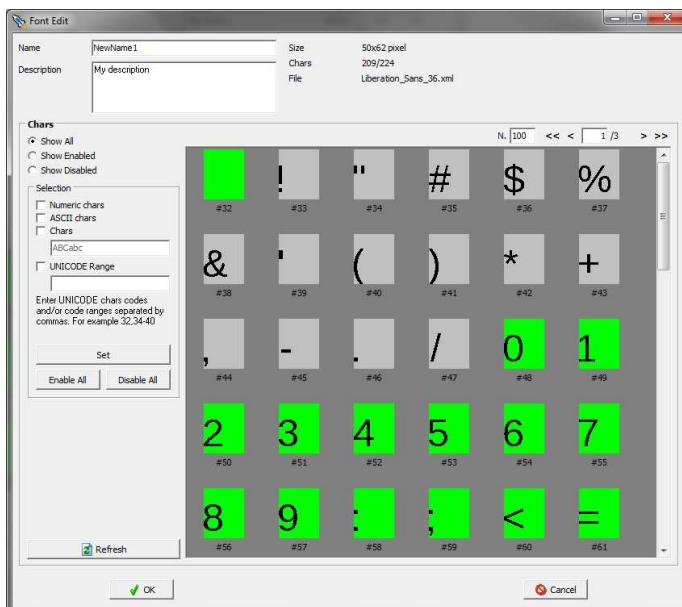 Font Edit
Name NewName1 Size 50x62 pixel
Description My description Chars 209/224
File Liberation_Sans_36.xml
Chars
Show All N. 100 << < 1 /3 > >>
Show Enabled
Show Disabled
Selection
Numeric chars
ASCII chars
Chars
ABCabc
UNICODE Range
Enter UNICODE chars codes
and/or code ranges separated by
commas. For example 32,34-40
Set
Enable All Disable All
Refresh
! " # $ %
#32 #33 #34 #35 #36 #37
& ' ( ) * +
#38 #39 #40 #41 #42 #43
, - . / 0 1
#44 #45 #46 #47 #48 #49
2 3 4 5 6 7
#50 #51 #52 #53 #54 #55
8 9 : ; < =
#56 #57 #58 #59 #60 #61
OK Cancel